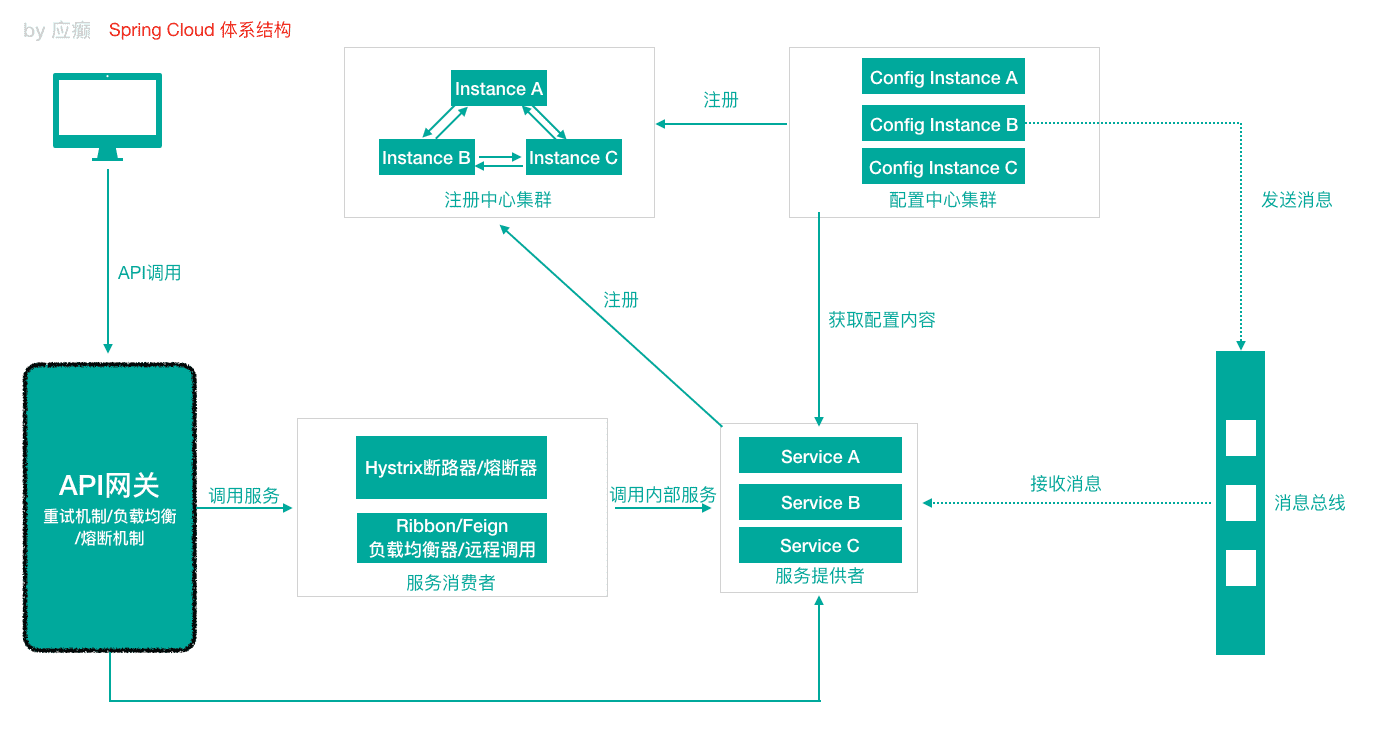 by 应癫 Spring Cloud 体系结构
Instance A
Instance B
Instance C
注册中心集群
注册
Config Instance A
Config Instance B
Config Instance C
配置中心集群
发送消息
API调用
注册
获取配置内容
API网关
重试机制/负载均衡
/熔断机制
调用服务
Hystrix断路器/熔断器
Ribbon/Feign
负载均衡器/远程调用
服务消费者
调用内部服务
Service A
Service B
Service C
服务提供者
接收消息
消息总线